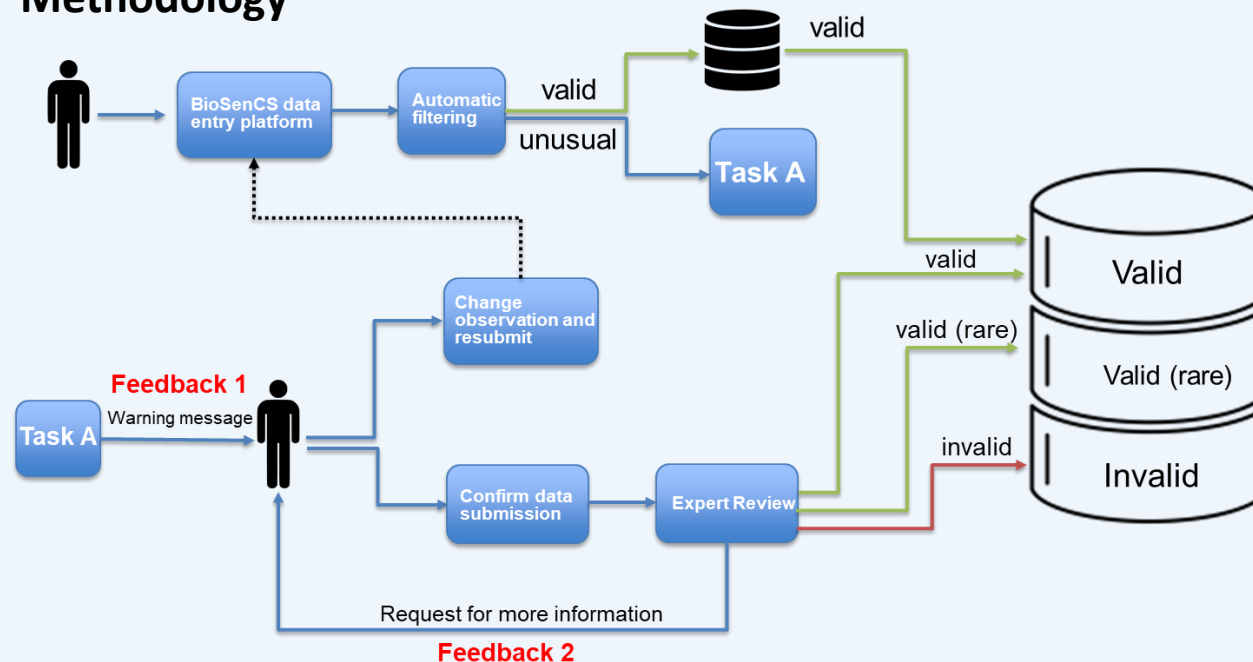 Methodology
valid
BioSenCS data
entry platform
Automatic
filtering
valid
unusual
Task A
valid
Valid
Change
observation and
resubmit
valid (rare)
Valid (rare)
Feedback 1
Warning message
Task A
invalid
Invalid
Confirm data
submission
Expert Review
Request for more information
Feedback 2